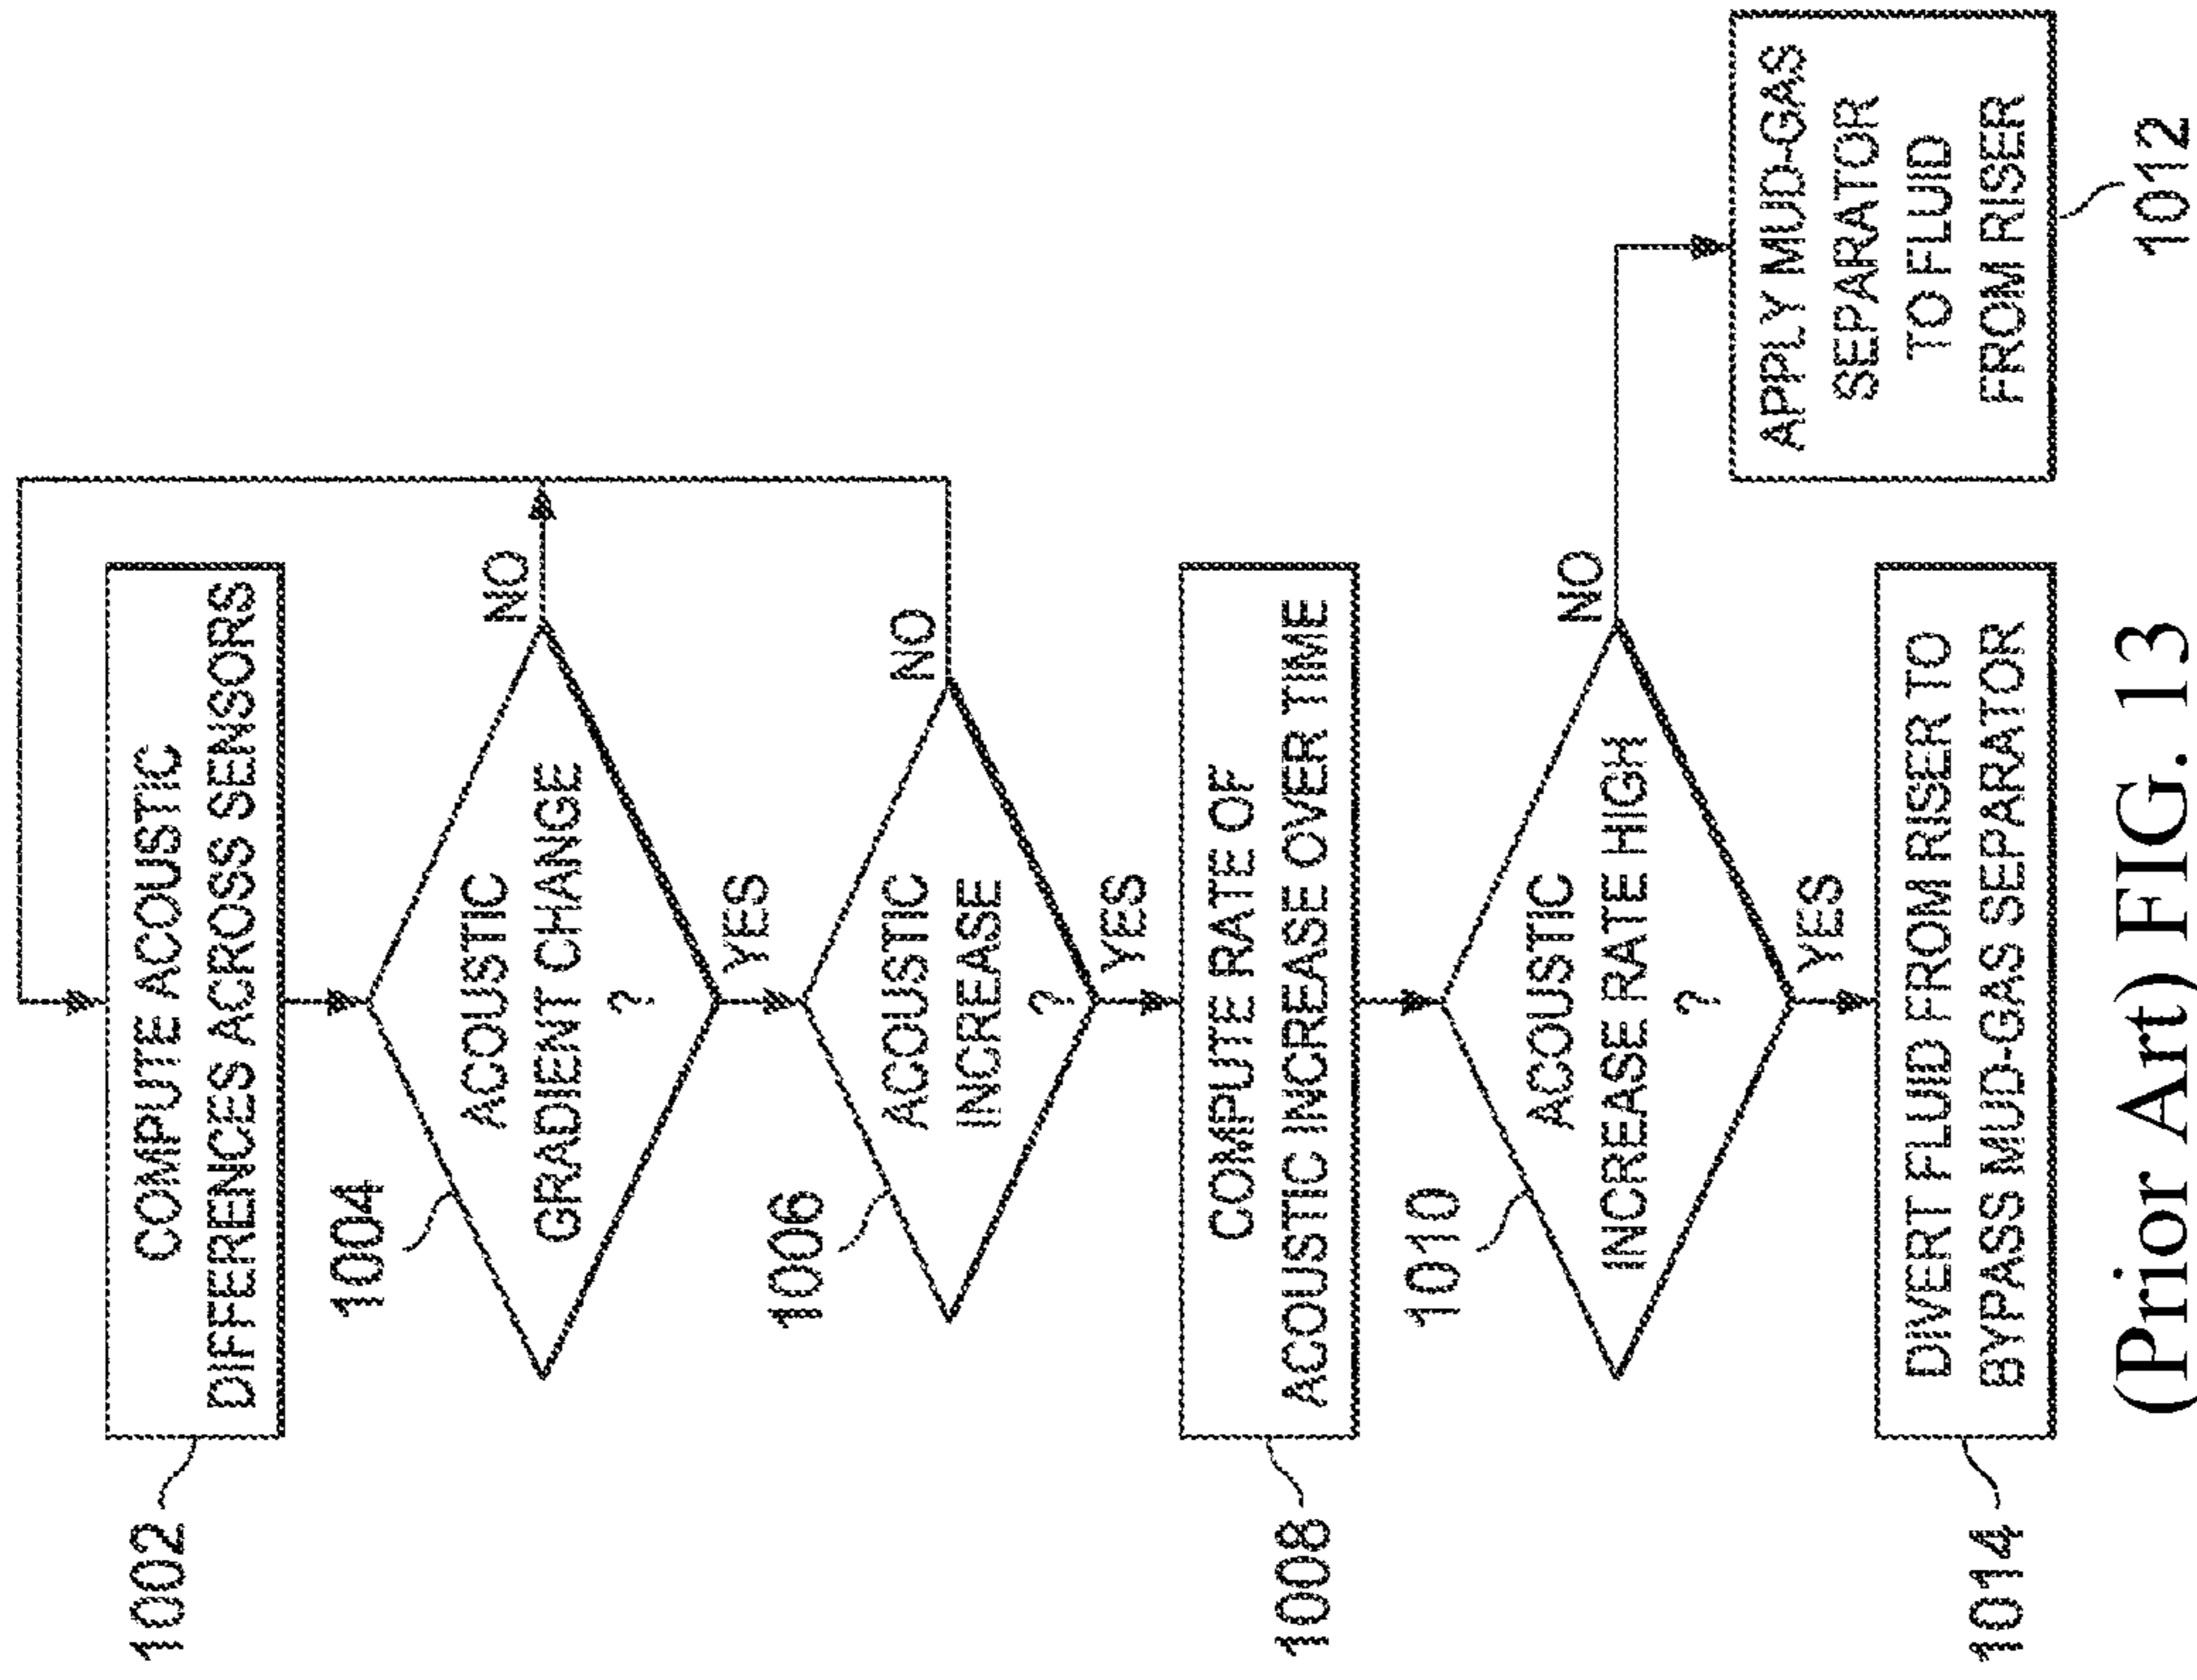 1002
COMPUTE ACOUSTIC
DIFFERENCES ACROSS SENSORS
1004
ACOUSTIC
GRADIENT CHANGE
?
NO
YES
1006
ACOUSTIC
INCREASE
?
NO
YES
1008
COMPUTE RATE OF
ACOUSTIC INCREASE OVER TIME
1010
ACOUSTIC
INCREASE RATE HIGH
?
NO
YES
APPLY MUD-GAS
SEPARATOR
TO FLUID
FROM RISER
1012
1014
DIVERT FLUID FROM RISER TO
BYPASS MUD-GAS SEPARATOR
(Prior Art) FIG. 13